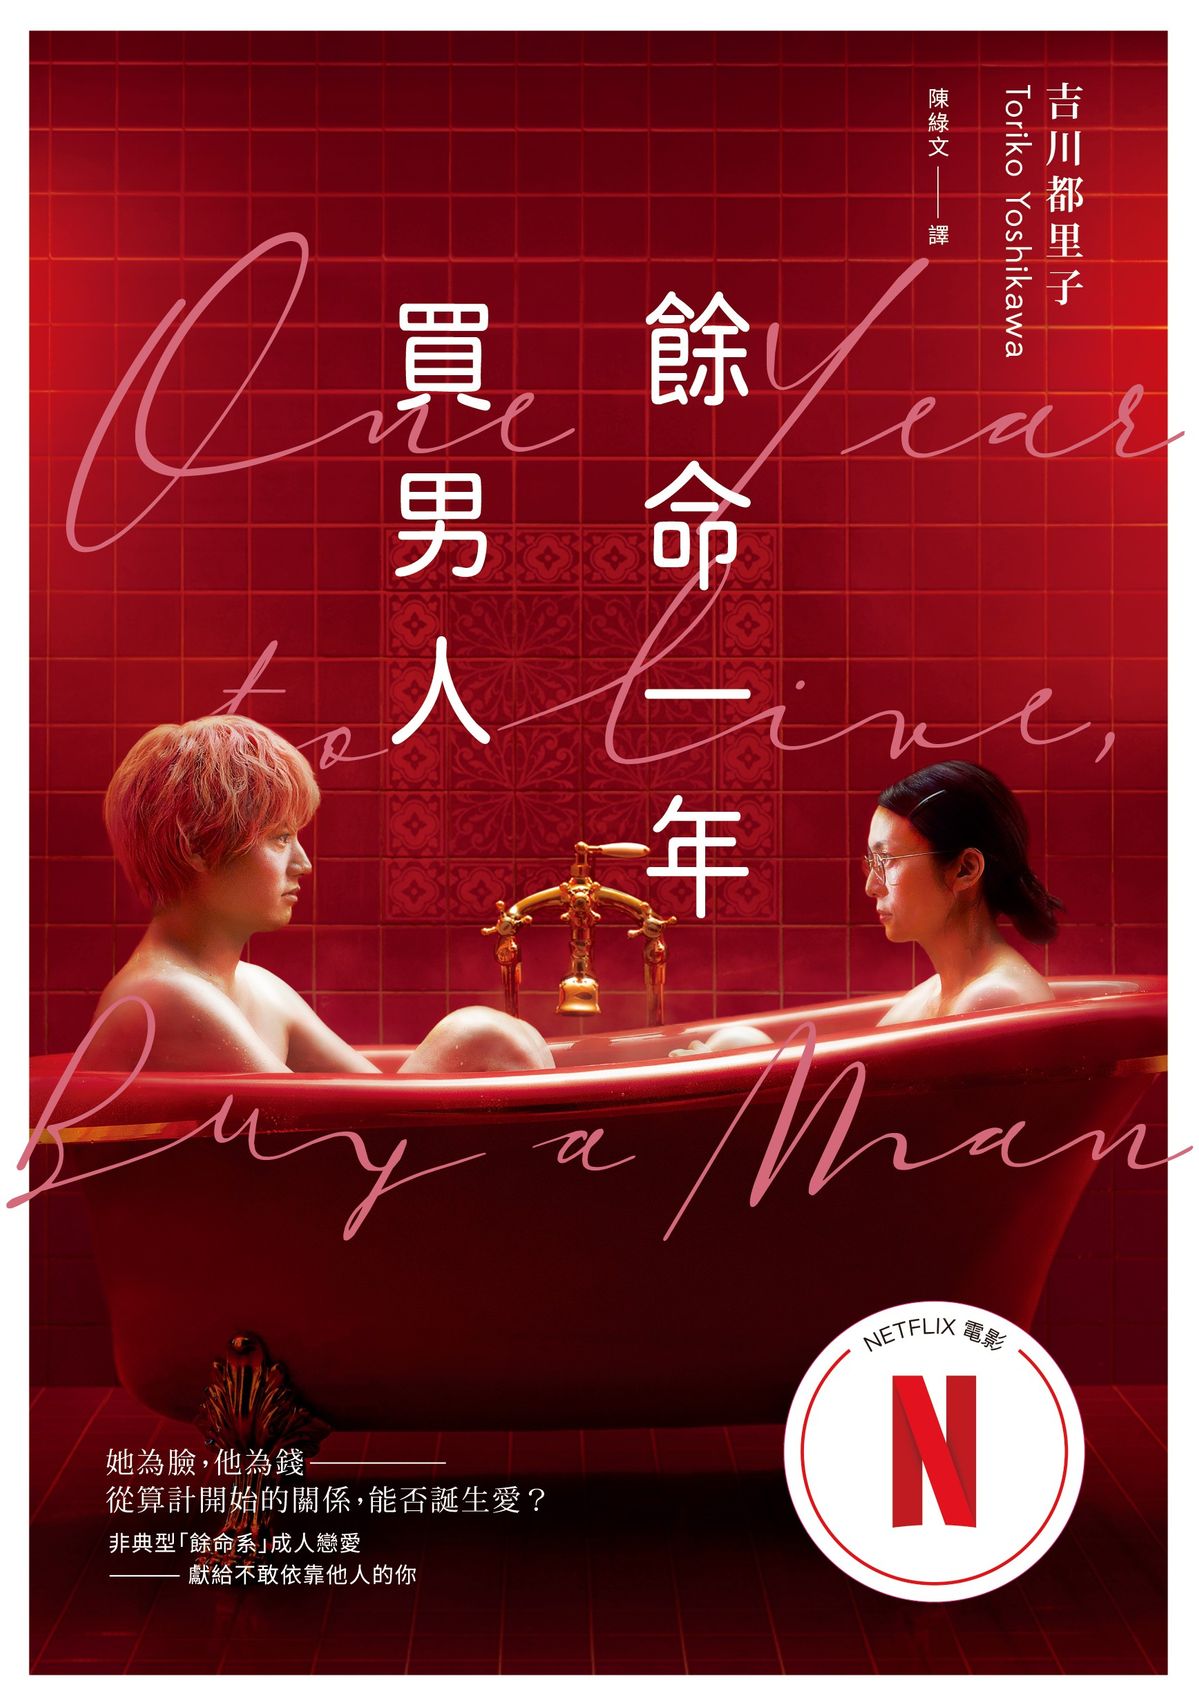 吉川都里子
Toriko Yoshikawa
陳綠文——譯
餘命一年
買男人
One Year
to Live,
Buy a Man
她為臉,他為錢——
從算計開始的關係,能否誕生愛?
非典型「餘命系」成人戀愛
——獻給不敢依靠他人的你
NETFLIX 電影
N